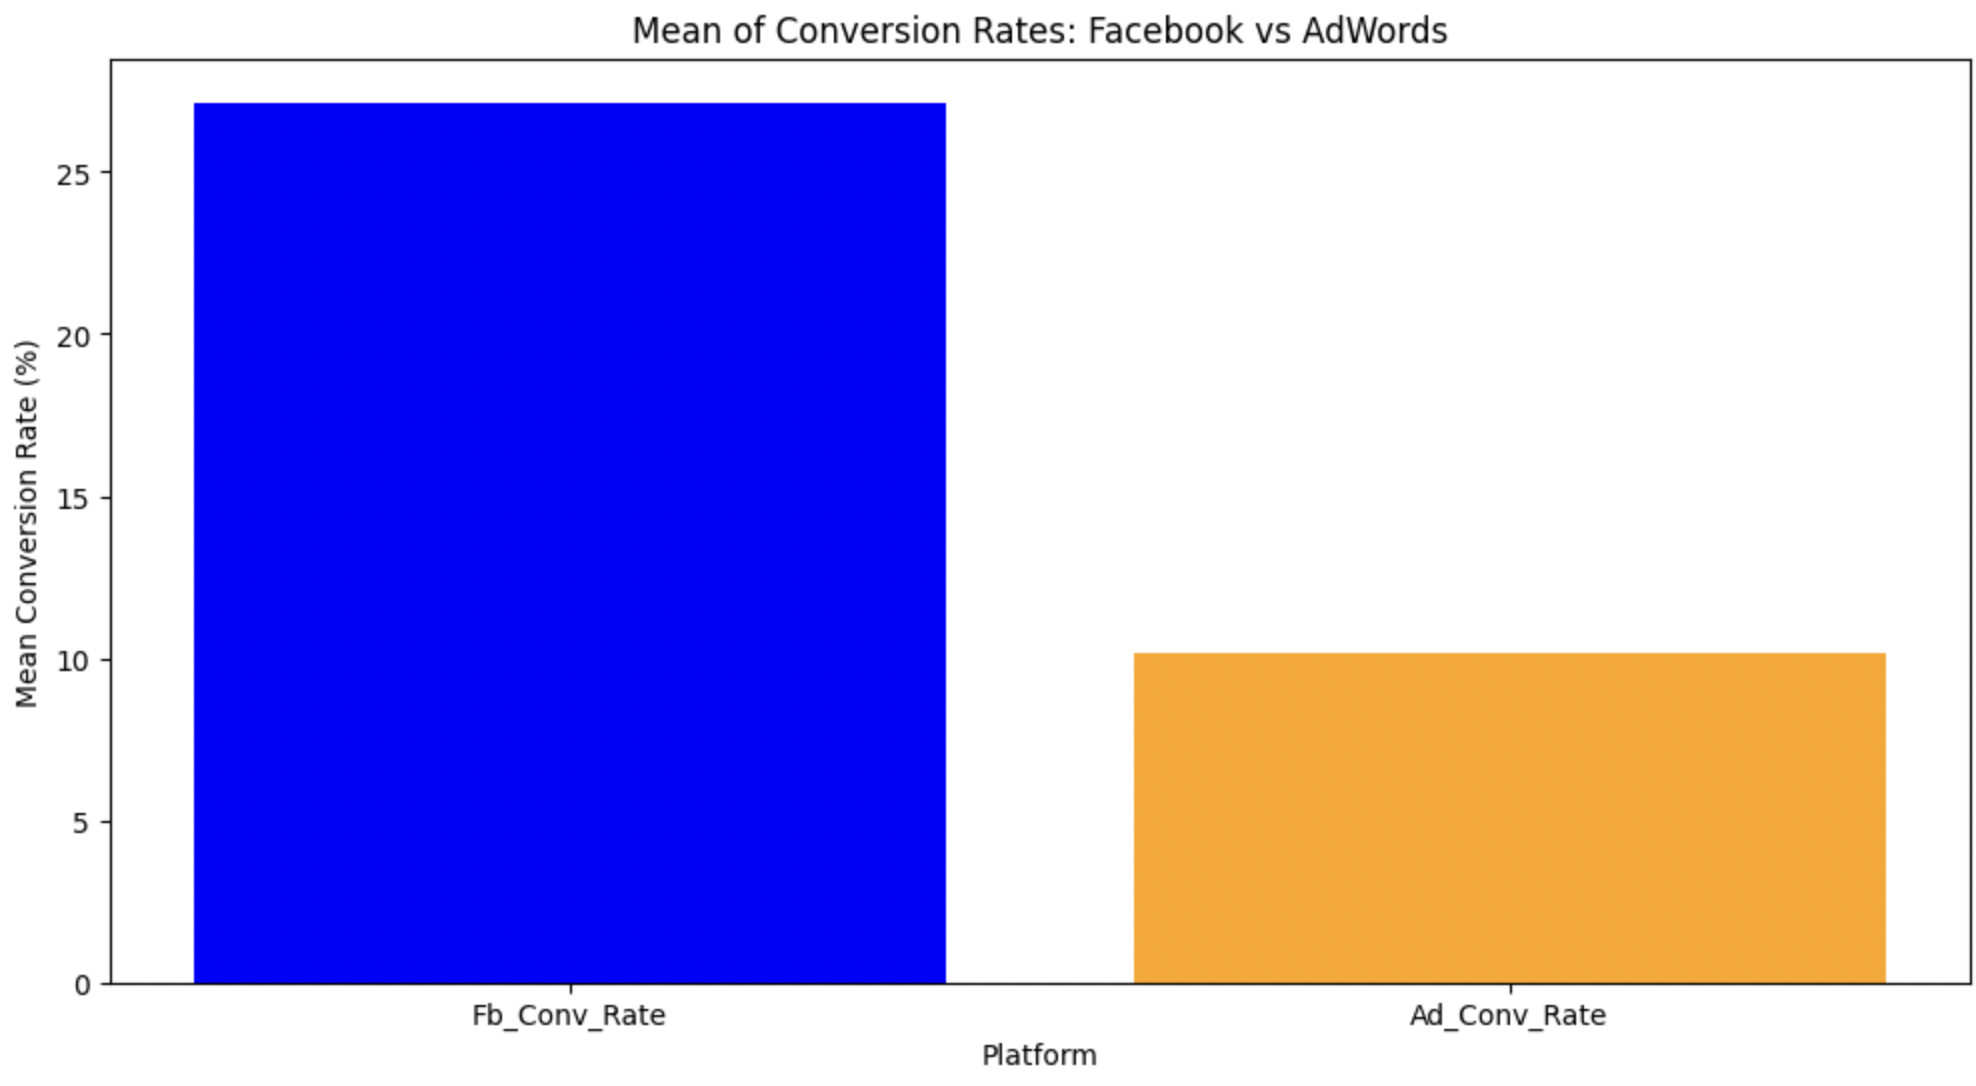 Mean of Conversion Rates: Facebook vs AdWords
Mean Conversion Rate (%)
25
20
15
10
5
0
Fb_Conv_Rate
Ad_Conv_Rate
Platform